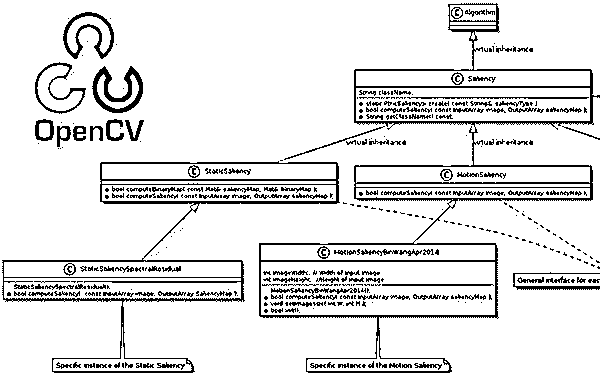 OpenCV
C Algorithm
virtual inheritance
C Saliency
String className;
static Ptr<Saliency> create( const String& saliencyType );
bool computeSaliency( const InputArray image, OutputArray saliencyMap );
String getClassName() const;
virtual inheritance
virtual inheritance
C StaticSaliency
bool computeBinaryMap( const Mat& saliencyMap, Mat& binaryMap );
bool computeSaliency( const InputArray image, OutputArray saliencyMap );
C MotionSaliency
bool computeSaliency( const InputArray image, OutputArray saliencyMap );
C StaticSaliencySpectralResidual
StaticSaliencySpectralResidual();
bool computeSaliency( const InputArray image, OutputArray SaliencyMap );
C MotionSaliencyBinWangApr2014
int imageWidth; // Width of input image
int imageHeight; //Height of input image
MotionSaliencyBinWangApr2014();
bool computeSaliency( const InputArray image, OutputArray saliencyMap );
void setImagesize( int W, int H );
bool init();
General interface for each
Specific instance of the Static Saliency
Specific instance of the Motion Saliency